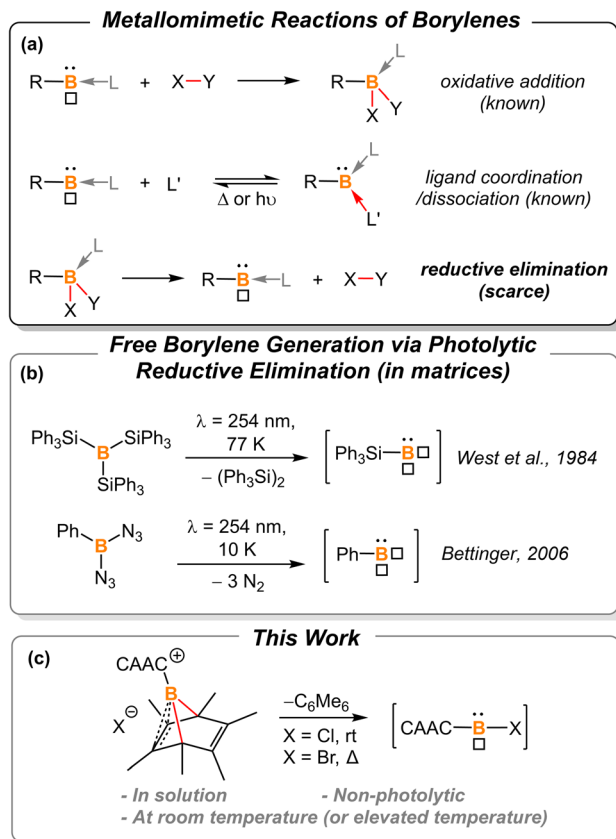 Metallomimetic Reactions of Borylenes
(a)
R–B̈←L + X–Y
R B L X Y
oxidative addition
(known)
R–B̈←L + L'
Δ or hυ
R B̈ L L'
ligand coordination
/dissociation (known)
R B L X Y
R–B̈←L + X–Y
reductive elimination
(scarce)
Free Borylene Generation via Photolytic
Reductive Elimination (in matrices)
(b)
Ph₃Si SiPh₃
B
SiPh₃
λ = 254 nm,
77 K
– (Ph₃Si)₂
[Ph₃Si–B̈]
West et al., 1984
Ph N₃
B
N₃
λ = 254 nm,
10 K
– 3 N₂
[Ph–B̈]
Bettinger, 2006
This Work
(c)
CAAC⊕
B
X⊖
–C₆Me₆
X = Cl, rt
X = Br, Δ
[CAAC–B̈–X]
- In solution - Non-photolytic
- At room temperature (or elevated temperature)